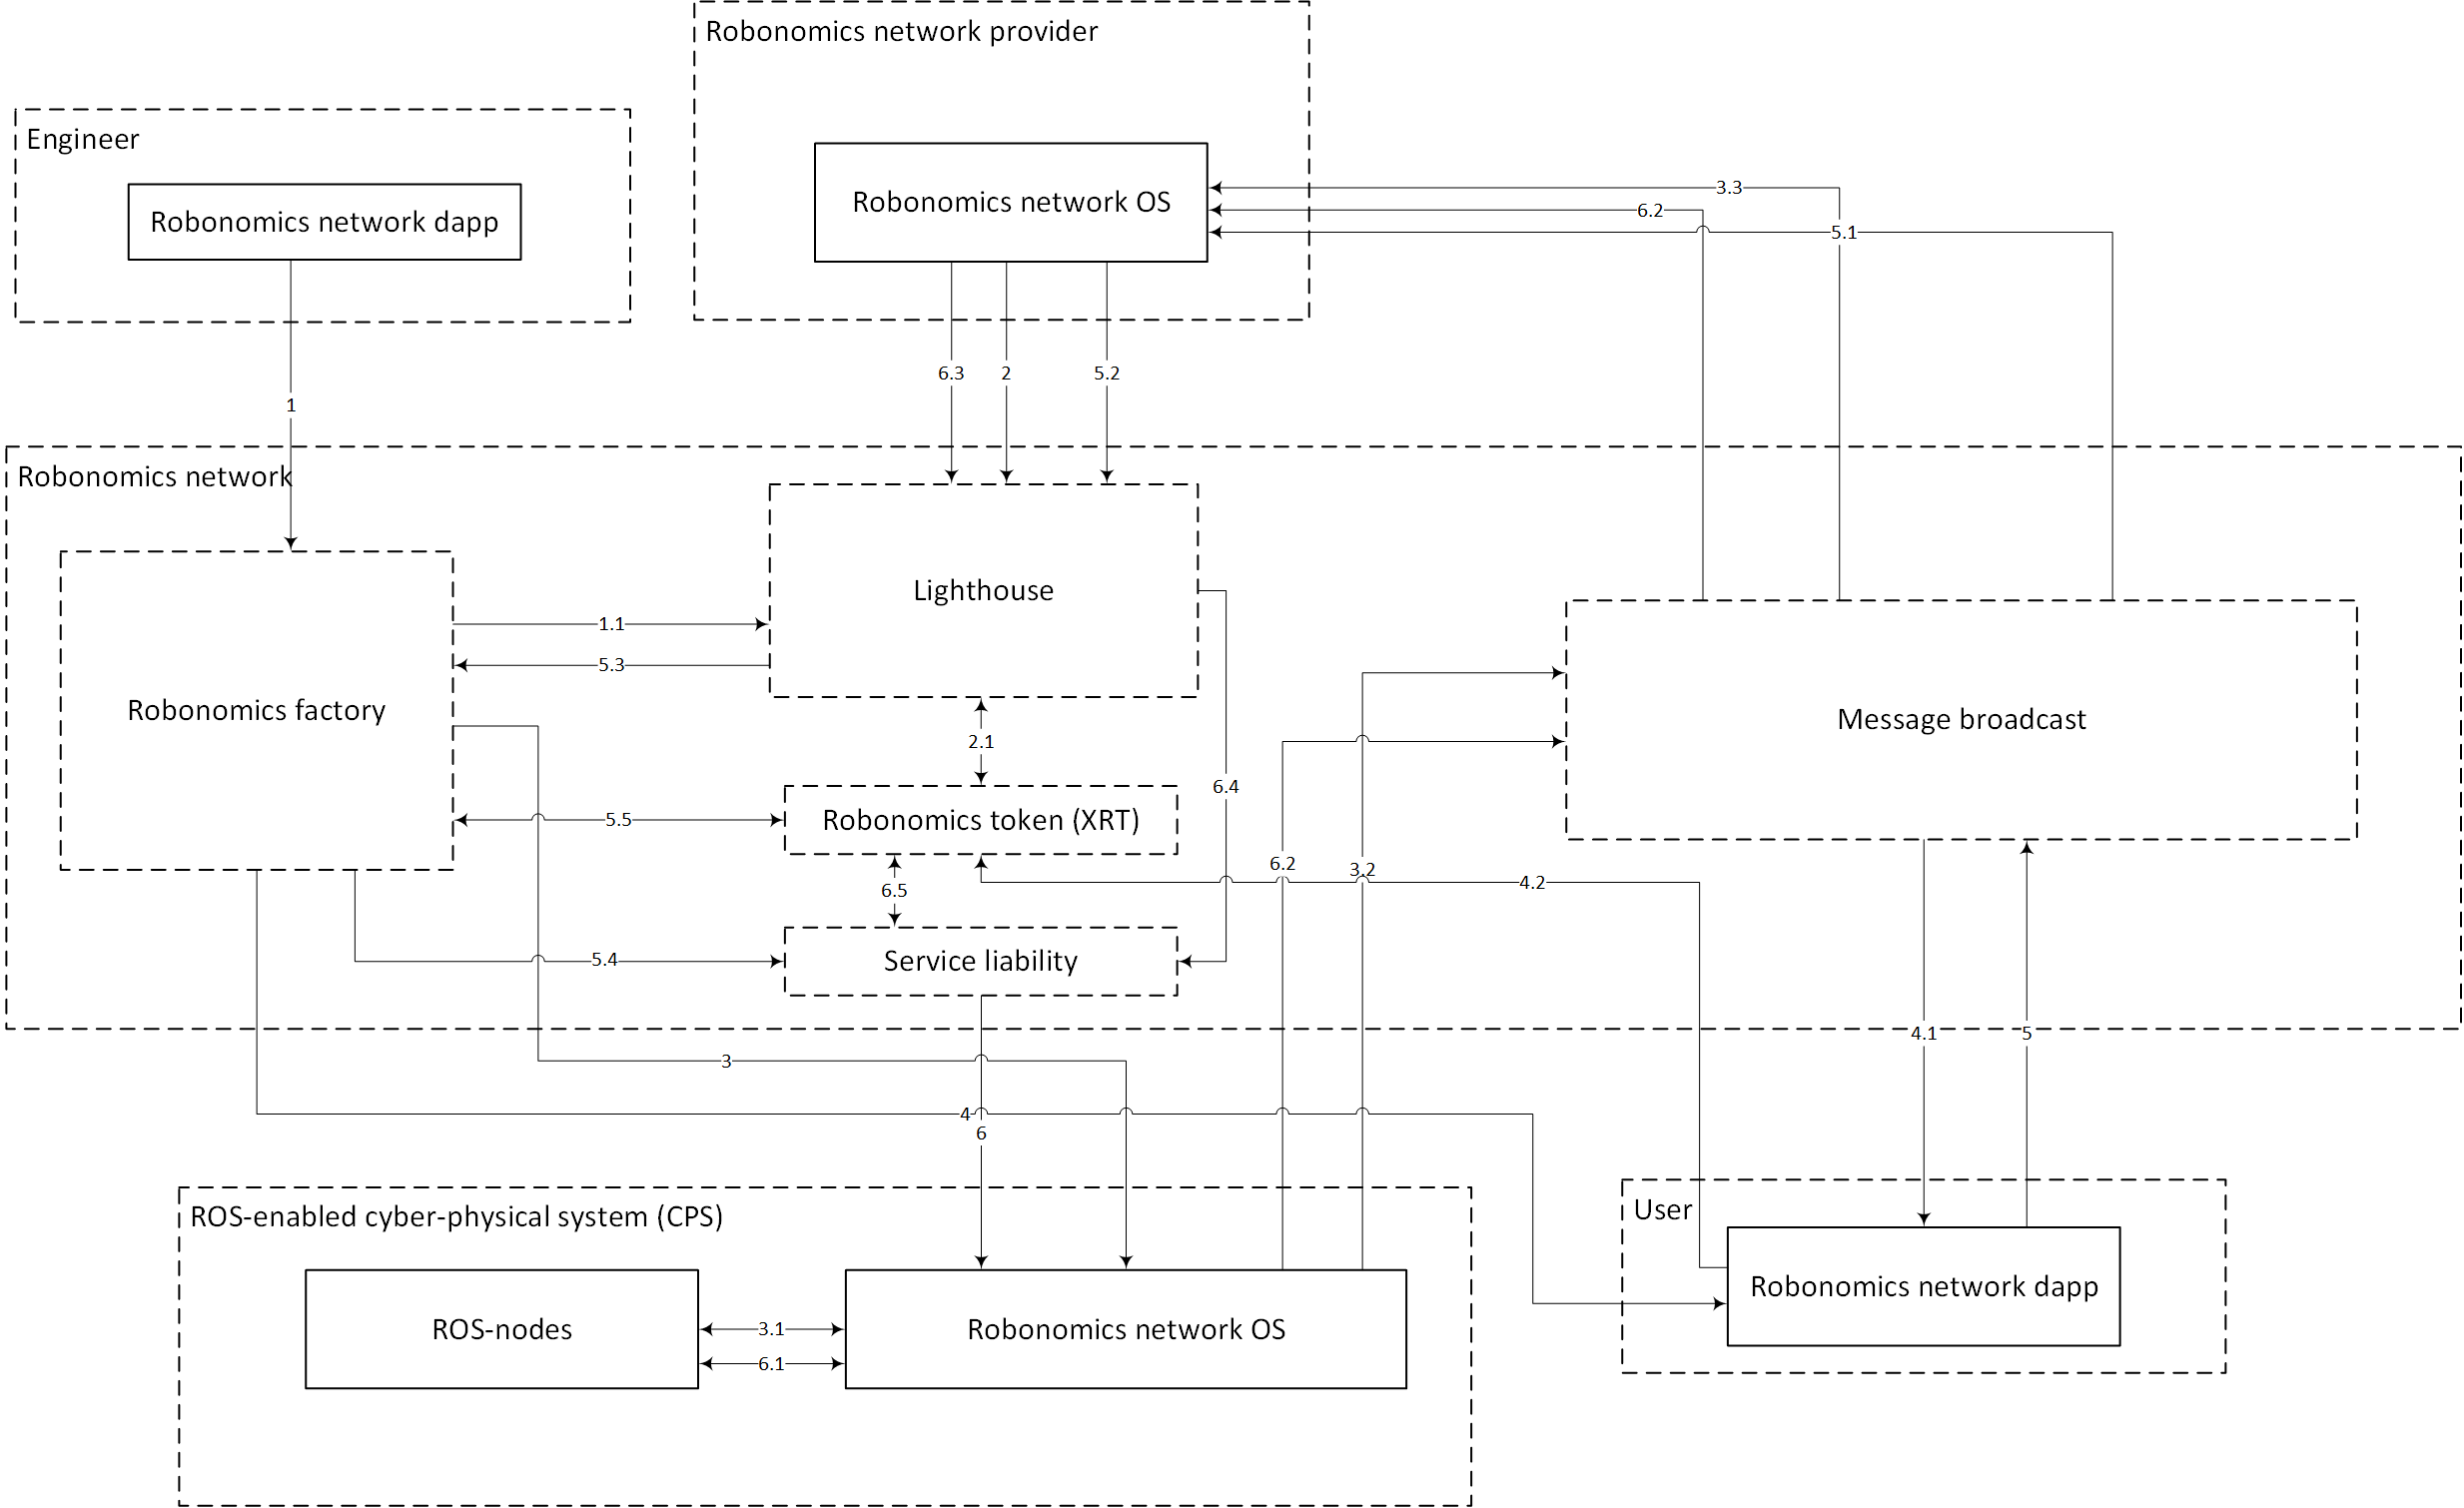 Robonomics network provider
Engineer
Robonomics network dapp
Robonomics network OS
3.3
6.2
5.1
6.3
2
5.2
1
Robonomics network
Lighthouse
1.1
5.3
Robonomics factory
Message broadcast
2.1
6.4
5.5
Robonomics token (XRT)
6.2
3.2
6.5
4.2
5.4
Service liability
4.1
5
3
4
6
ROS-enabled cyber-physical system (CPS)
User
Robonomics network dapp
ROS-nodes
3.1
6.1
Robonomics network OS